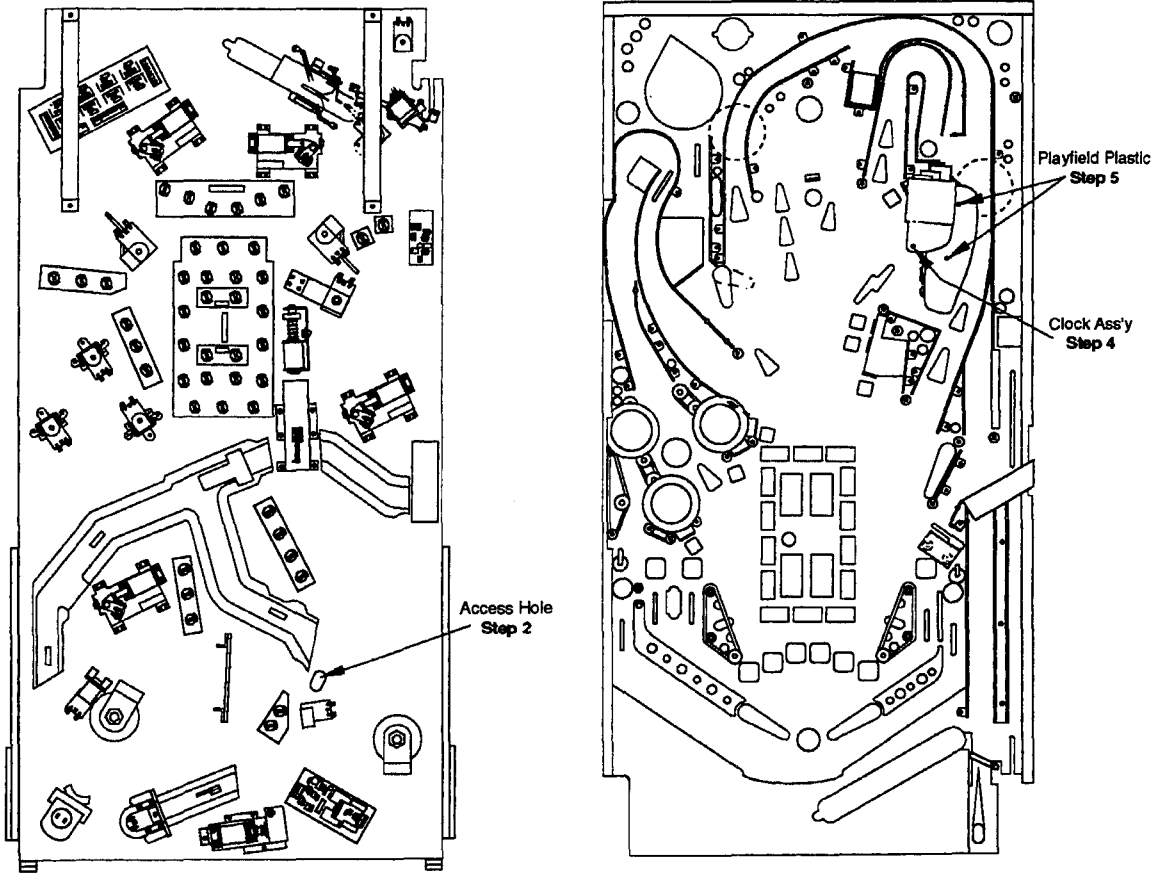 Playfield Plastic
Step 5
Clock Ass'y
Step 4
Access Hole
Step 2